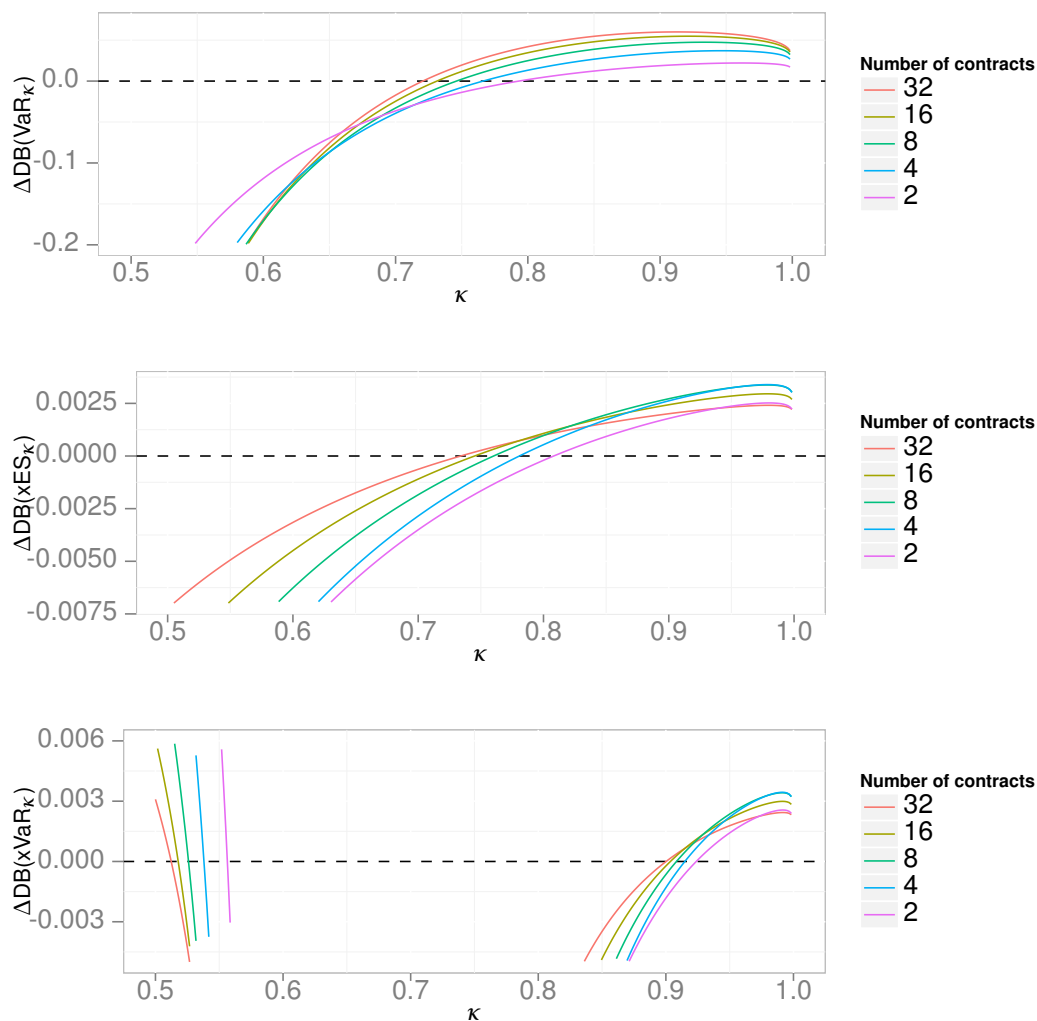 ΔDB(VaRκ)
0.0
-0.1
-0.2
0.5 0.6 0.7 0.8 0.9 1.0
κ
Number of contracts
32
16
8
4
2
ΔDB(xESκ)
0.0025
0.0000
-0.0025
-0.0050
-0.0075
0.5 0.6 0.7 0.8 0.9 1.0
κ
Number of contracts
32
16
8
4
2
ΔDB(xVaRκ)
0.006
0.003
0.000
-0.003
0.5 0.6 0.7 0.8 0.9 1.0
κ
Number of contracts
32
16
8
4
2